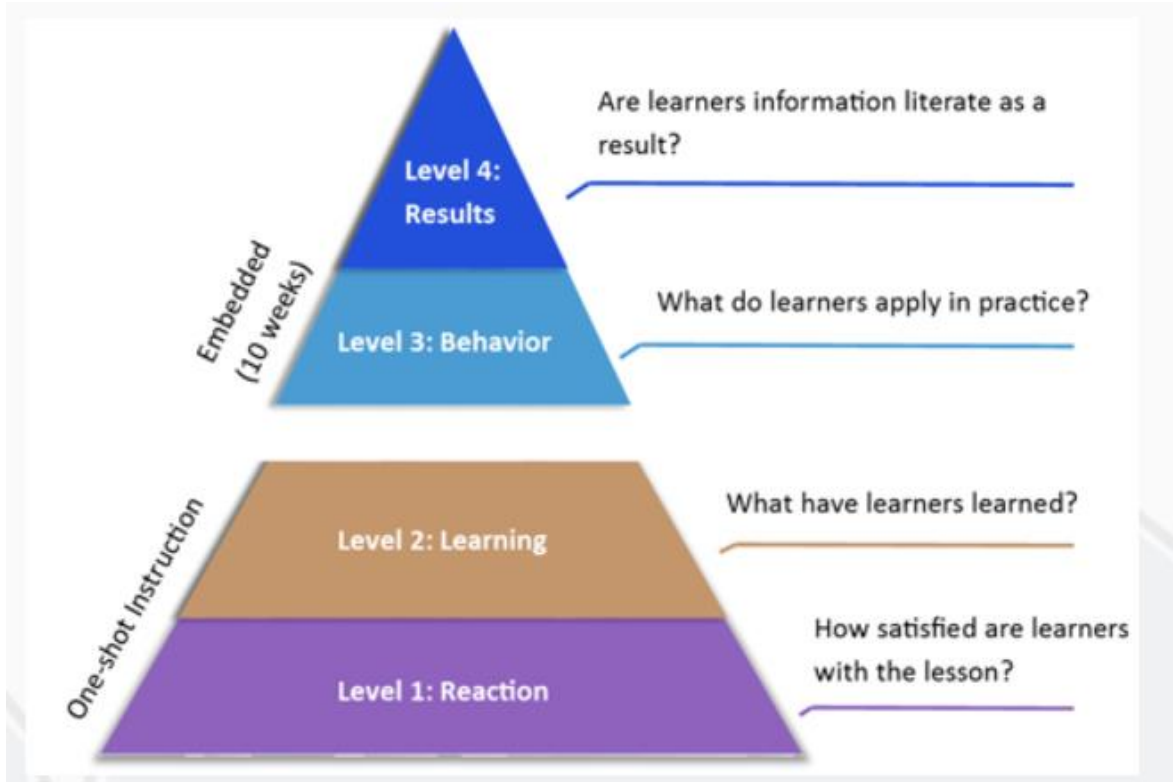 Are learners information literate as a
result?
Level 4:
Results
Embedded
(10 weeks)
What do learners apply in practice?
Level 3: Behavior
What have learners learned?
Level 2: Learning
One-shot Instruction
How satisfied are learners
with the lesson?
Level 1: Reaction